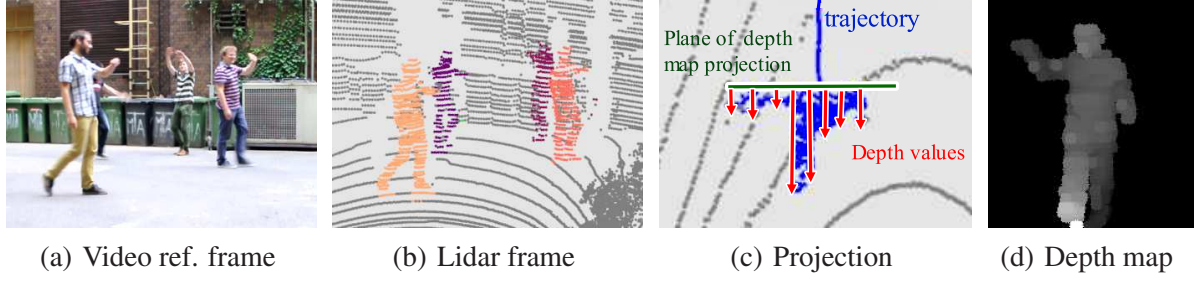 trajectory
Plane of depth
map projection
Depth values
(a) Video ref. frame
(b) Lidar frame
(c) Projection
(d) Depth map